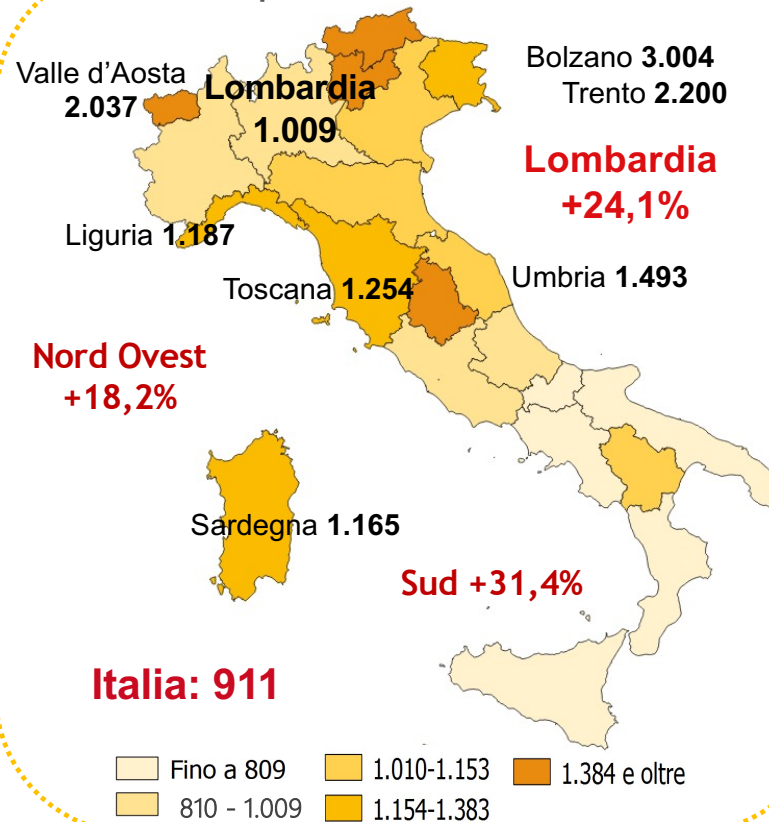 Valle d'Aosta
2.037
Lombardia
1.009
Bolzano 3.004
Trento 2.200
Lombardia
+24,1%
Liguria 1.187
Toscana 1.254
Umbria 1.493
Nord Ovest
+18,2%
Sardegna 1.165
Sud +31,4%
Italia: 911
Fino a 809
810 - 1.009
1.010-1.153
1.154-1.383
1.384 e oltre